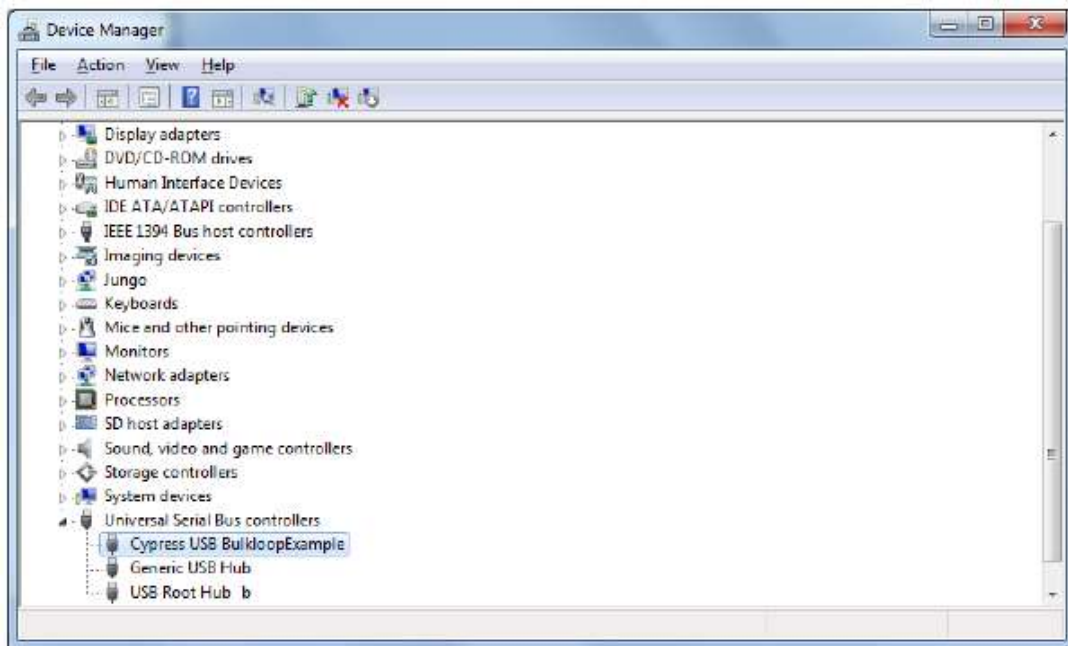 Device Manager
File Action View Help
Display adapters
DVD/CD-ROM drives
Human Interface Devices
IDE ATA/ATAPI controllers
IEEE 1394 Bus host controllers
Imaging devices
Jungo
Keyboards
Mice and other pointing devices
Monitors
Network adapters
Processors
SD host adapters
Sound, video and game controllers
Storage controllers
System devices
Universal Serial Bus controllers
Cypress USB BulkloopExample
Generic USB Hub
USB Root Hub b